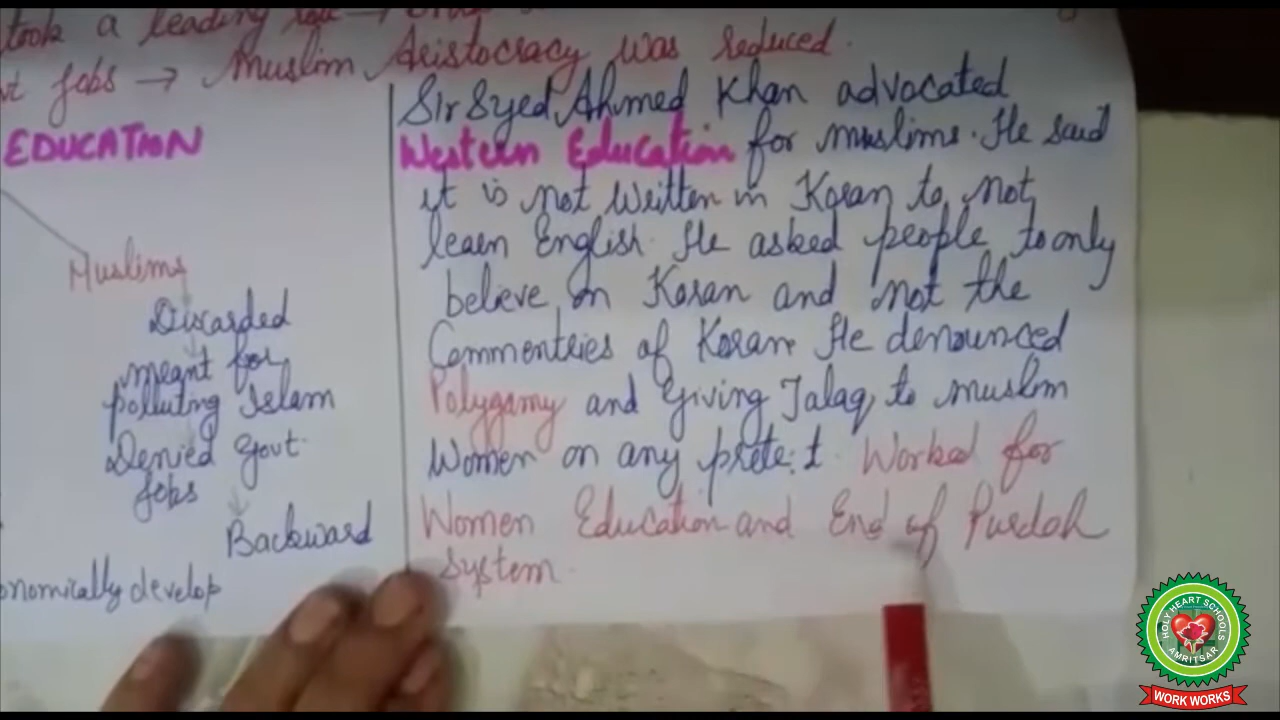 took a leading role →
jobs → Muslim Aristocracy was reduced.
EDUCATION
Muslims
Discarded
meant for
polluting Islam
Denied Govt.
Jobs
Backward
onomically develop
Sir Syed Ahmed Khan advocated
Western Education for muslims. He said
it is not written in Koran to not
learn English. He asked people to only
believe in Koran and not the
Commentries of Koran. He denounced
Polygamy and giving Talaq to muslim
Women on any pretext. Worked for
Women Education and End of Purdah
System.
HOLY HEART SCHOOLS
AMRITSAR
WORK WORKS